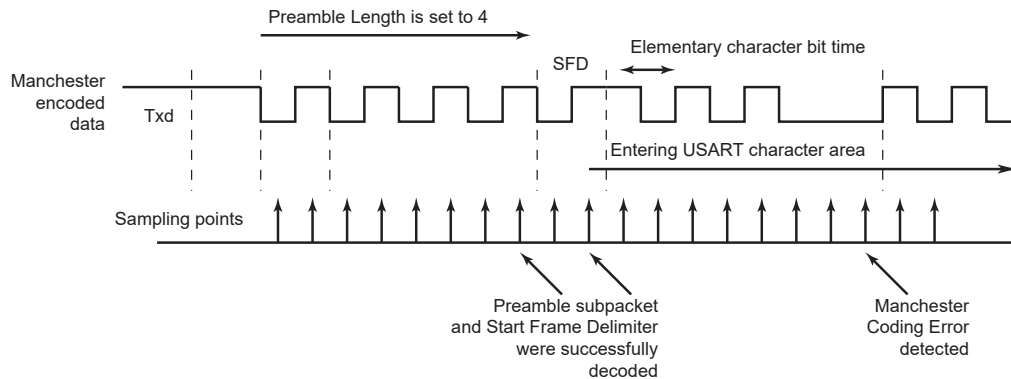 Preamble Length is set to 4
Elementary character bit time
SFD
Manchester
encoded
data
Txd
Entering USART character area
Sampling points
Preamble subpacket
and Start Frame Delimiter
were successfully
decoded
Manchester
Coding Error
detected